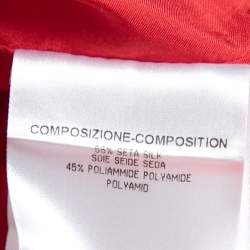 COMPOSIZIONE-COMPOSITION
55% SETA SILK
SOIE SEIDE SEDA
45% POLIAMMIDE POLYAMIDE
POLYAMID